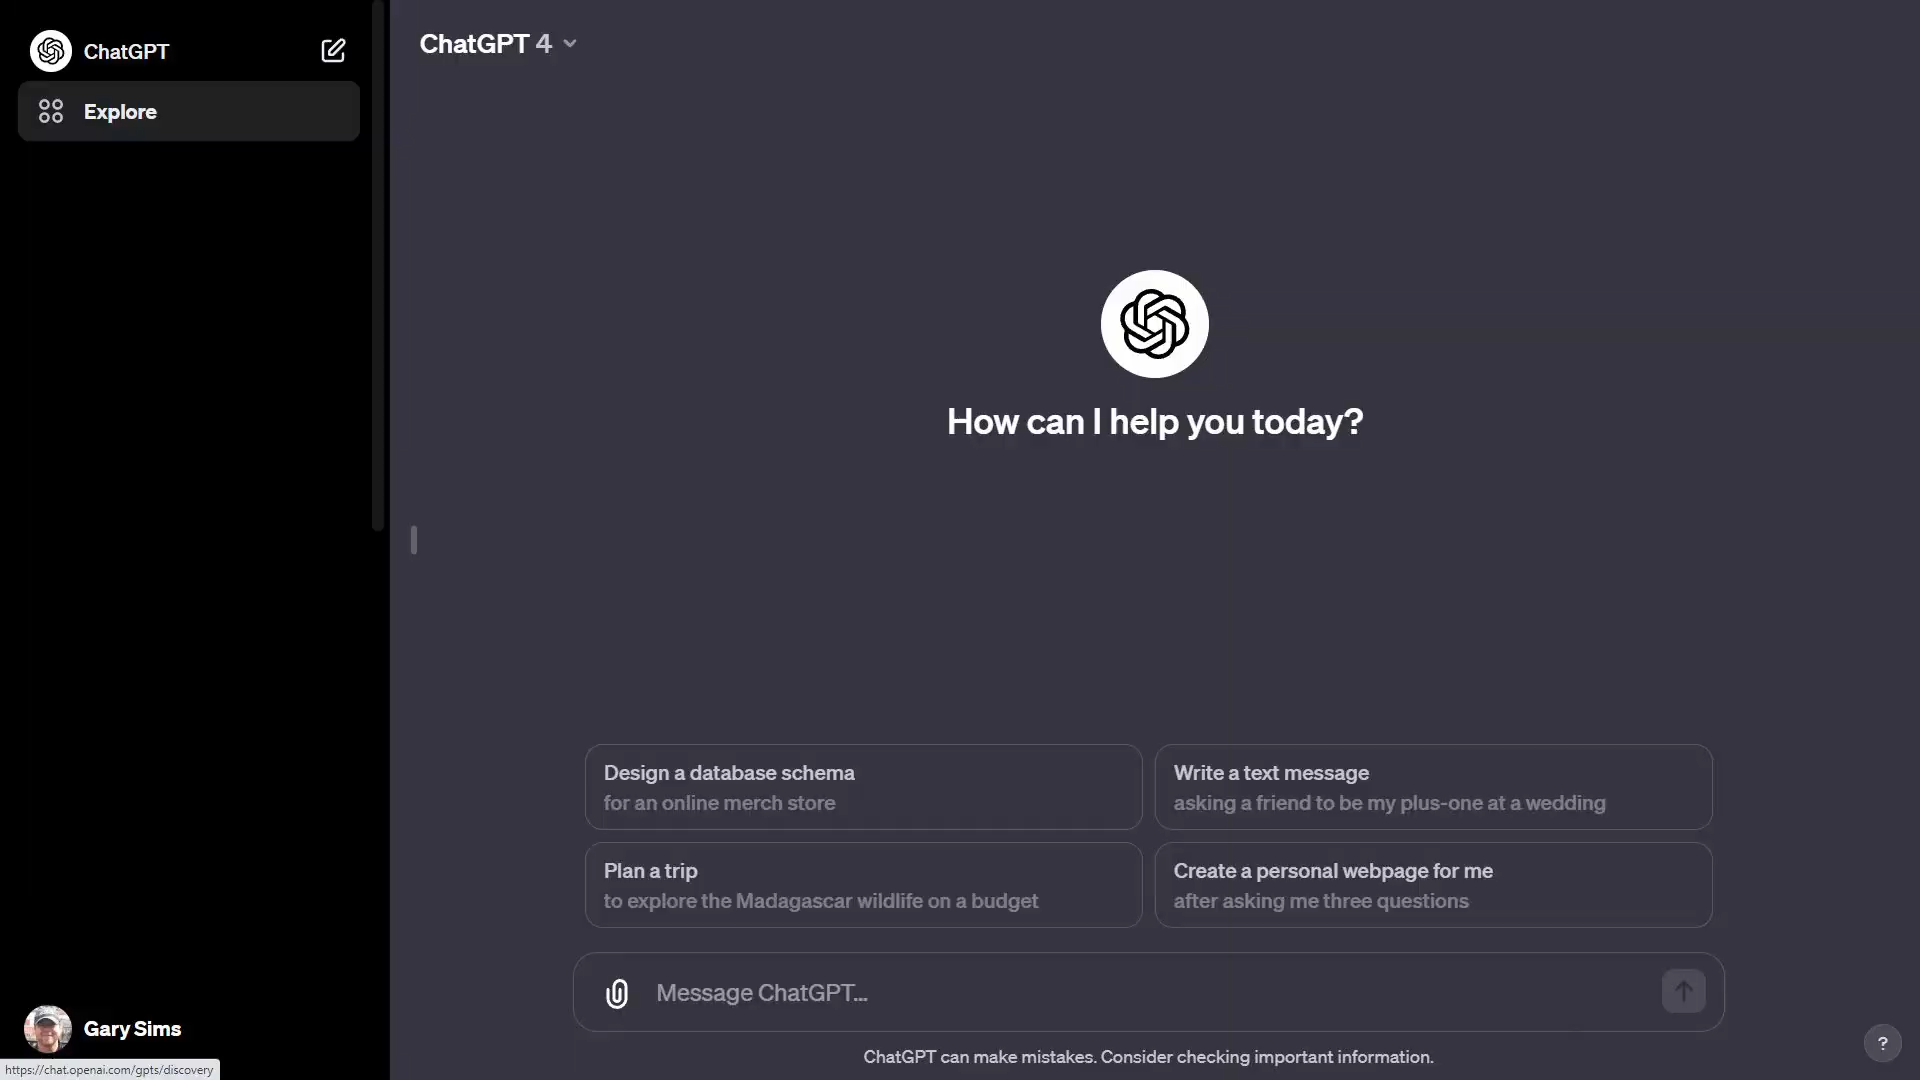 ChatGPT
Explore
ChatGPT 4
How can I help you today?
Design a database schema
for an online merch store
Write a text message
asking a friend to be my plus-one at a wedding
Plan a trip
to explore the Madagascar wildlife on a budget
Create a personal webpage for me
after asking me three questions
Message ChatGPT...
ChatGPT can make mistakes. Consider checking important information.
?
Gary Sims
https://chat.openai.com/gpts/discovery